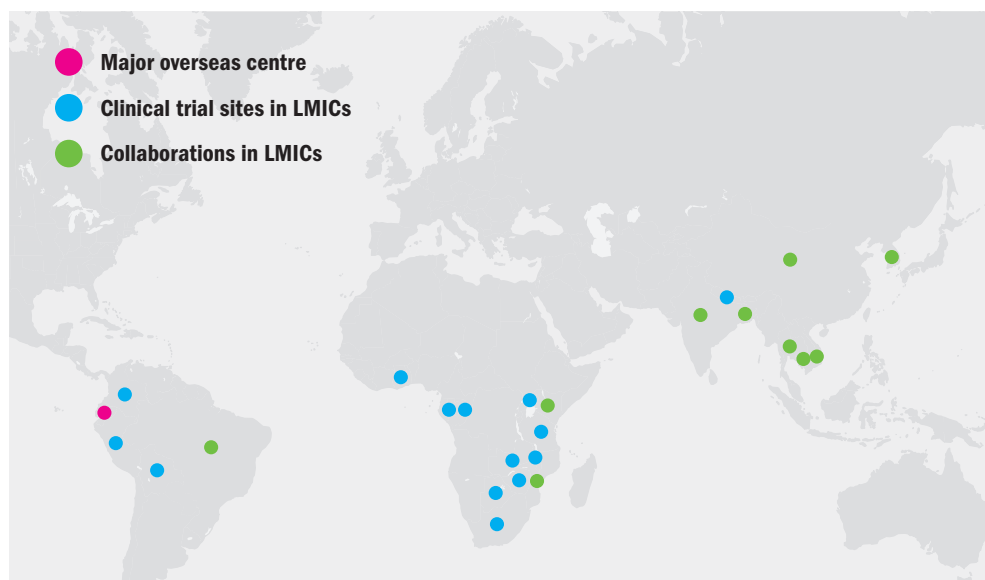 Major overseas centre
Clinical trial sites in LMICs
Collaborations in LMICs